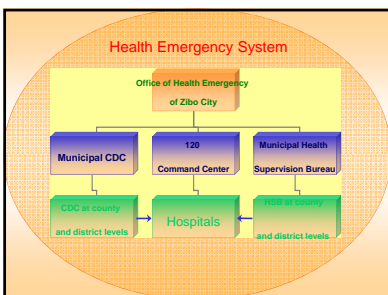 Health Emergency System
Office of Health Emergency
of Zibo City
Municipal CDC
120
Command Center
Municipal Health
Supervision Bureau
CDC at county
and district levels
Hospitals
HSB at county
and district levels